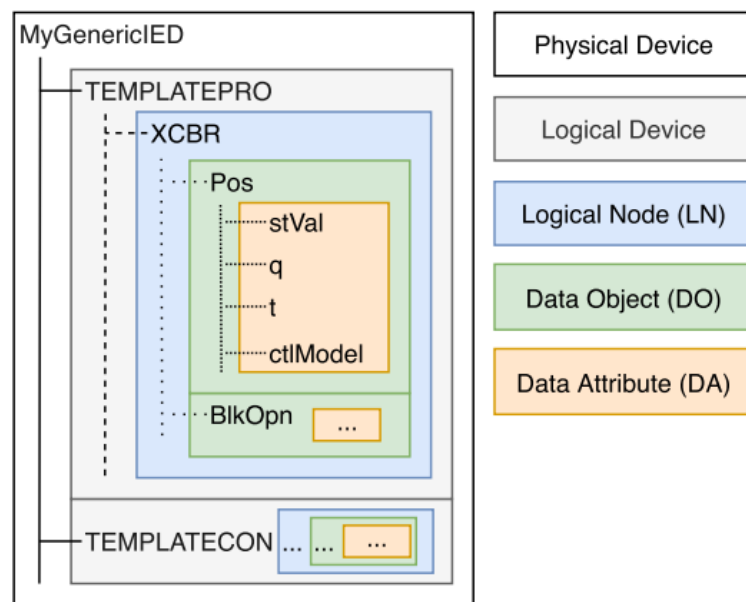 MyGenericIED
TEMPLATEPRO
XCBR
Pos
stVal
q
t
ctlModel
BlkOpn
...
TEMPLATECON
...
...
...
Physical Device
Logical Device
Logical Node (LN)
Data Object (DO)
Data Attribute (DA)